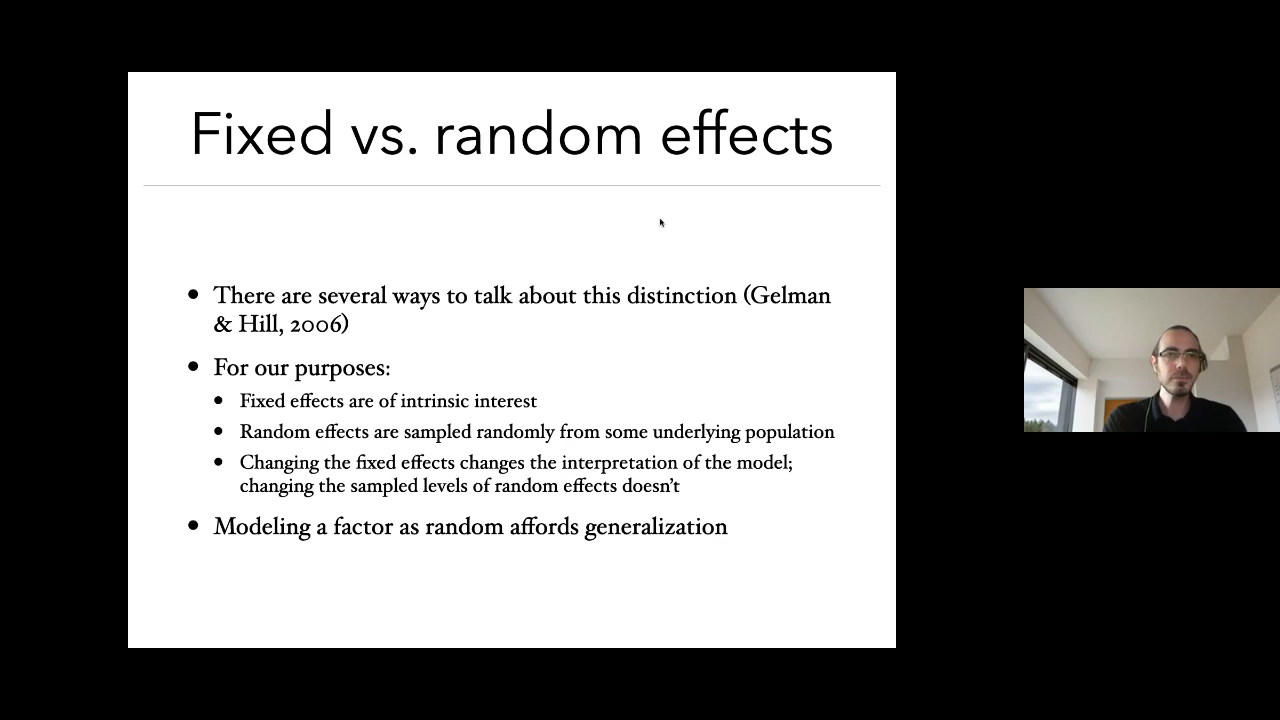 Fixed vs. random effects
• There are several ways to talk about this distinction (Gelman
& Hill, 2006)
• For our purposes:
• Fixed effects are of intrinsic interest
• Random effects are sampled randomly from some underlying population
• Changing the fixed effects changes the interpretation of the model;
changing the sampled levels of random effects doesn't
• Modeling a factor as random affords generalization